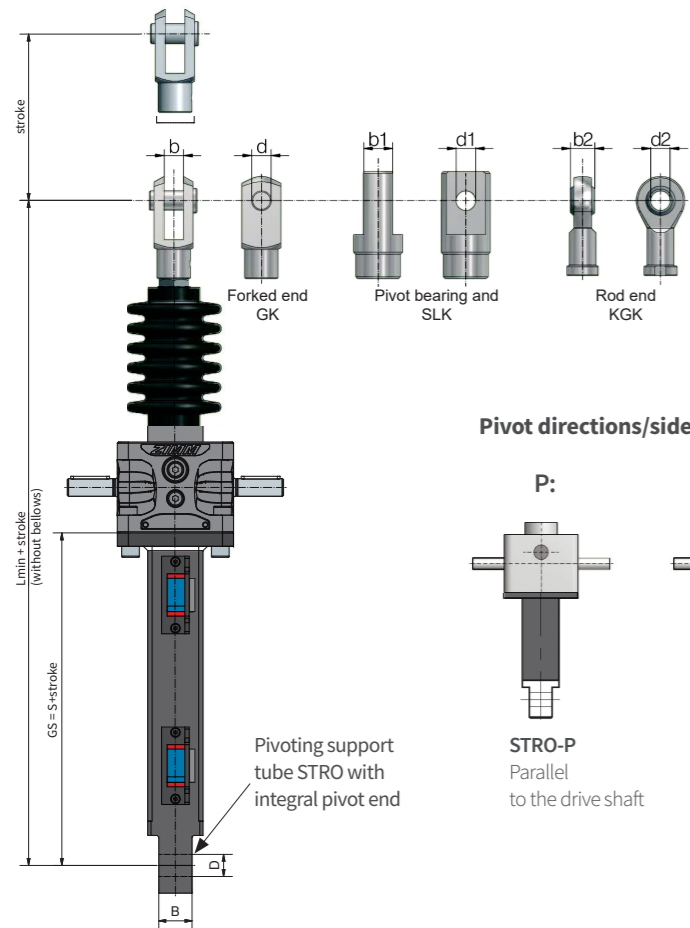 stroke
b
d
b1
d1
b2
d2
Forked end
GK
Pivot bearing and
SLK
Rod end
KGK
ZIMM
Lmin + stroke
(without bellows)
GS = S+stroke
Pivot directions/side
P:
Pivoting support
tube STRO with
integral pivot end
STRO-P
Parallel
to the drive shaft
D
B